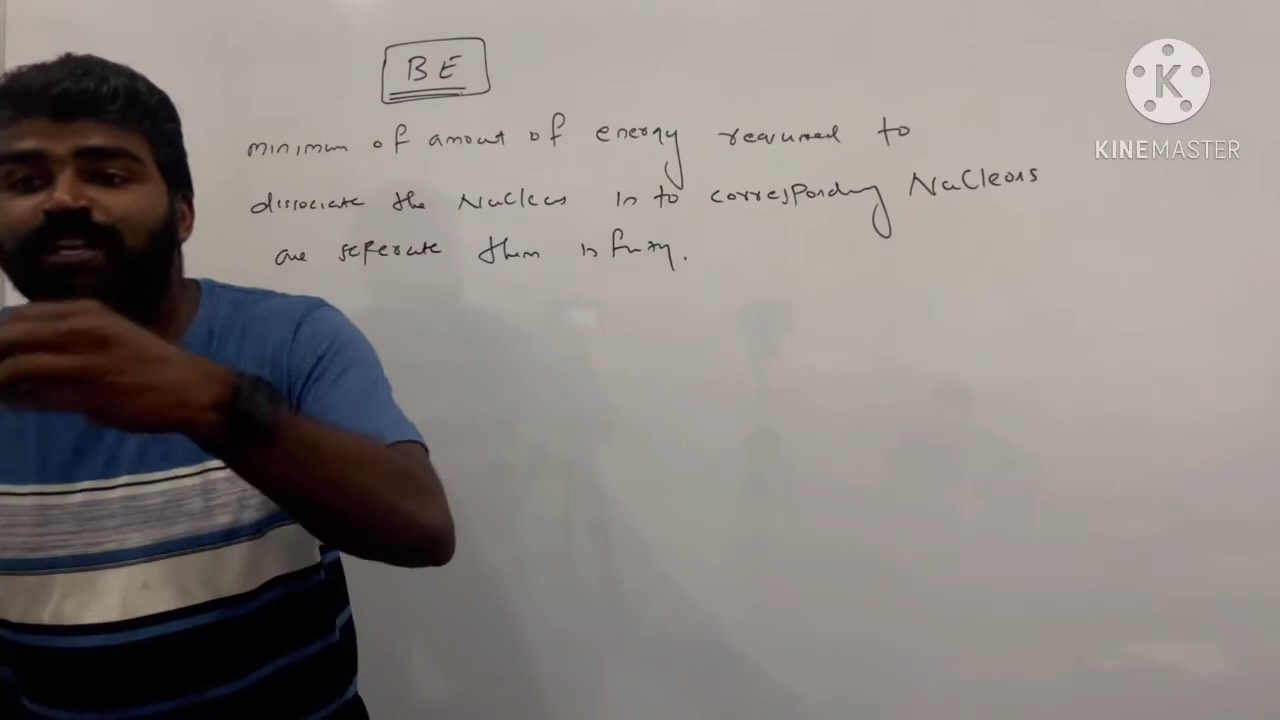 BE
minimum of amount of energy required to
dissociate the Nucleus in to corresponding Nucleons
are seperate them infinity.
K
KINEMASTER